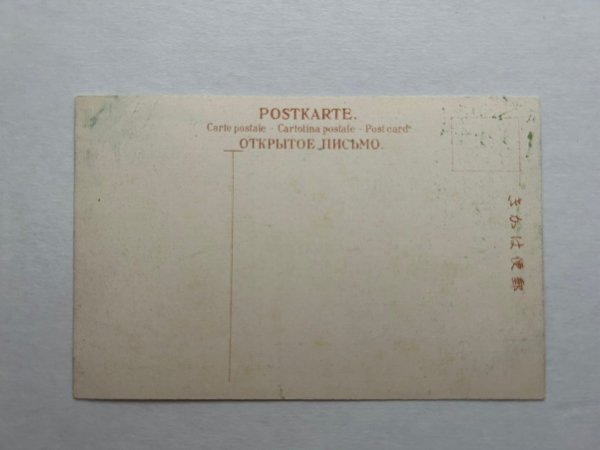 POSTKARTE.
Carte postale - Cartolina postale - Post card
ОТКРЫТОЕ ПИСЬМО.
きかは便郵